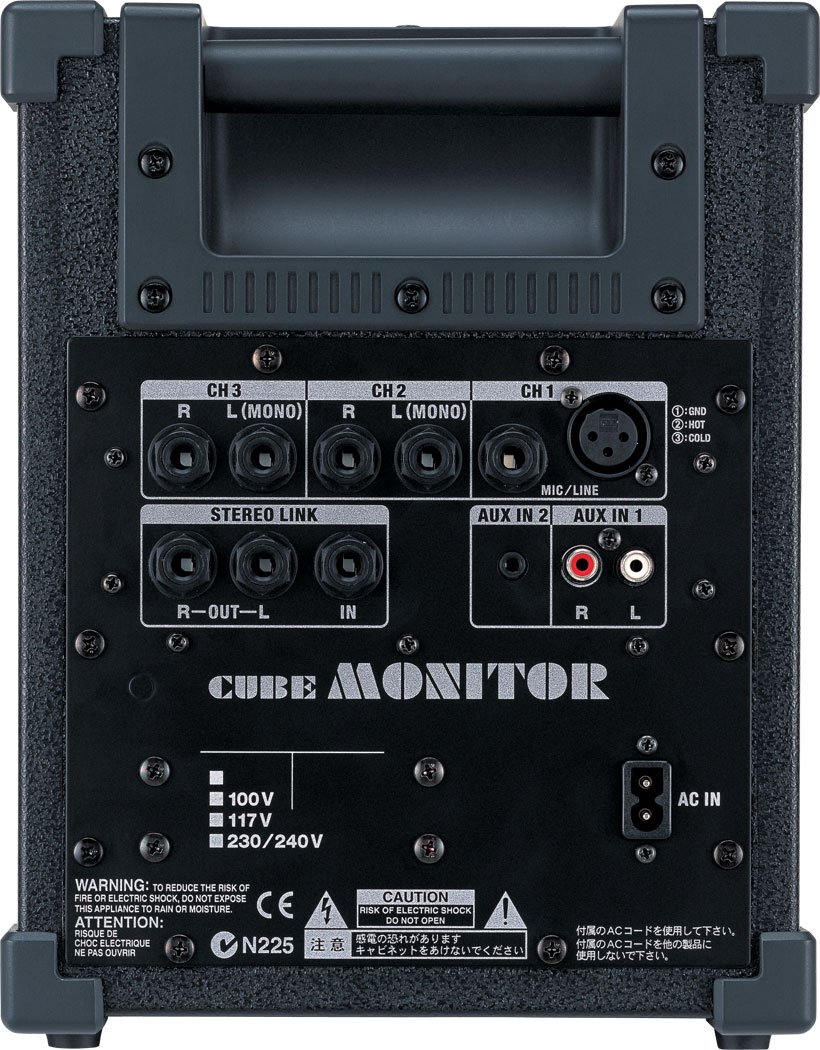 CH 3 CH 2 CH 1
R L (MONO) R L (MONO)
①:GND
②:HOT
③:COLD
MIC/LINE
STEREO LINK AUX IN 2 AUX IN 1
R–OUT–L IN R L
CUBE MONITOR
100V
117V
230/240V
AC IN
WARNING: TO REDUCE THE RISK OF
FIRE OR ELECTRIC SHOCK, DO NOT EXPOSE
THIS APPLIANCE TO RAIN OR MOISTURE.
ATTENTION:
RISQUE DE
CHOC ELECTRIQUE
NE PAS OUVRIR
CE
N225
CAUTION
RISK OF ELECTRIC SHOCK
DO NOT OPEN
注意
感電の恐れがあります
キャビネットをあけないでください
付属のACコードを使用して下さい。
付属のACコードを他の製品に
使用しないで下さい。